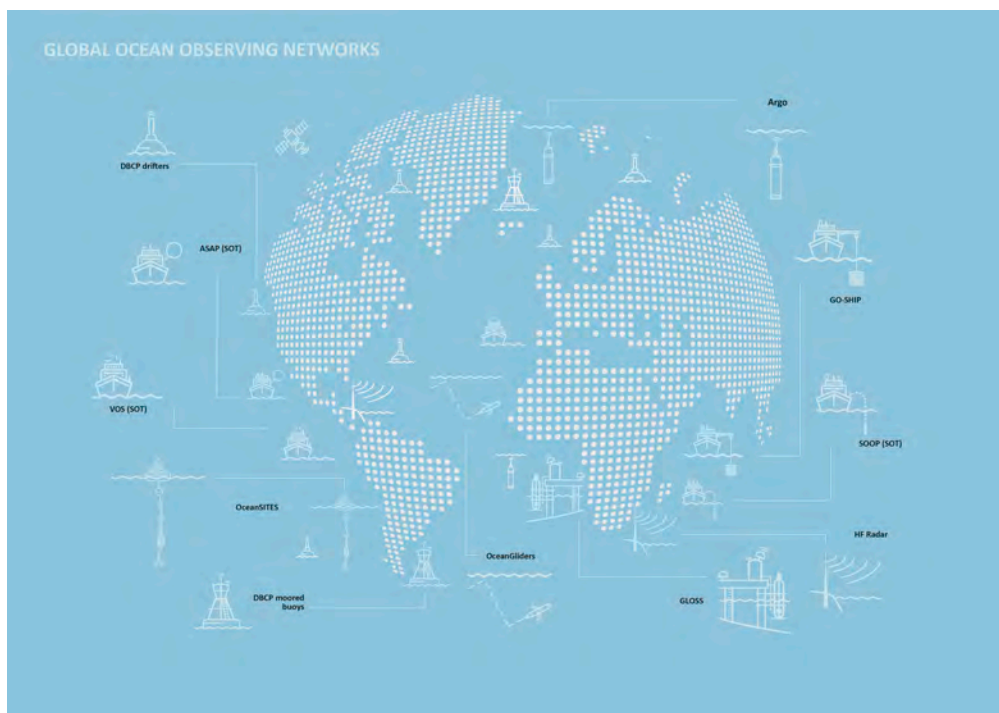 GLOBAL OCEAN OBSERVING NETWORKS
Argo
DBCP drifters
ASAP (SOT)
GO-SHIP
VOS (SOT)
SOOP (SOT)
OceanSITES
HF Radar
OceanGliders
DBCP moored
buoys
GLOSS